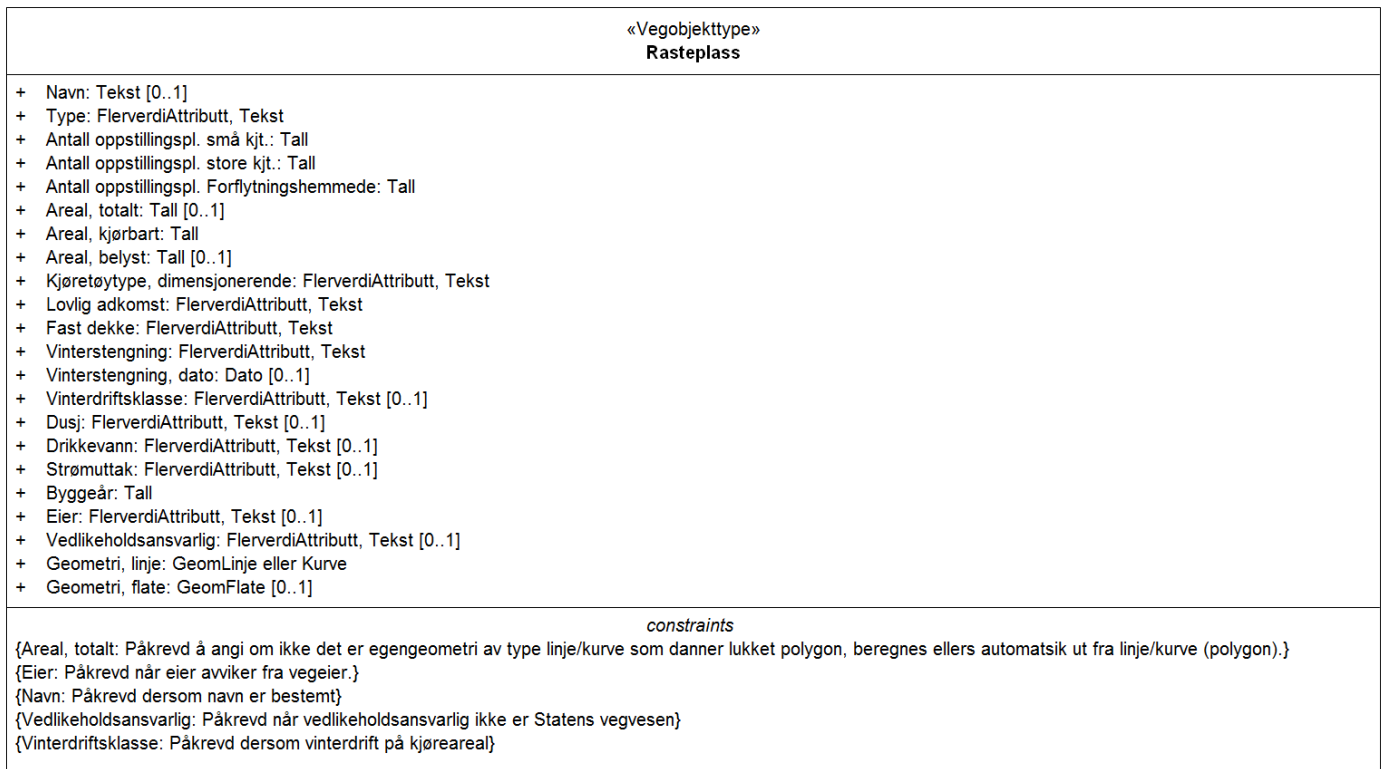 «Vegobjekttype»
Rasteplass
+ Navn: Tekst [0..1]
+ Type: FlerverdiAttributt, Tekst
+ Antall oppstillingspl. små kjt.: Tall
+ Antall oppstillingspl. store kjt.: Tall
+ Antall oppstillingspl. Forflytningshemmede: Tall
+ Areal, totalt: Tall [0..1]
+ Areal, kjørbart: Tall
+ Areal, belyst: Tall [0..1]
+ Kjøretøytype, dimensjonerende: FlerverdiAttributt, Tekst
+ Lovlig adkomst: FlerverdiAttributt, Tekst
+ Fast dekke: FlerverdiAttributt, Tekst
+ Vinterstengning: FlerverdiAttributt, Tekst
+ Vinterstengning, dato: Dato [0..1]
+ Vinterdriftsklasse: FlerverdiAttributt, Tekst [0..1]
+ Dusj: FlerverdiAttributt, Tekst [0..1]
+ Drikkevann: FlerverdiAttributt, Tekst [0..1]
+ Strømuttak: FlerverdiAttributt, Tekst [0..1]
+ Byggeår: Tall
+ Eier: FlerverdiAttributt, Tekst [0..1]
+ Vedlikeholdsansvarlig: FlerverdiAttributt, Tekst [0..1]
+ Geometri, linje: GeomLinje eller Kurve
+ Geometri, flate: GeomFlate [0..1]
constraints
{Areal, totalt: Påkrevd å angi om ikke det er egengeometri av type linje/kurve som danner lukket polygon, beregnes ellers automatsik ut fra linje/kurve (polygon).}
{Eier: Påkrevd når eier avviker fra vegeier.}
{Navn: Påkrevd dersom navn er bestemt}
{Vedlikeholdsansvarlig: Påkrevd når vedlikeholdsansvarlig ikke er Statens vegvesen}
{Vinterdriftsklasse: Påkrevd dersom vinterdrift på kjøreareal}